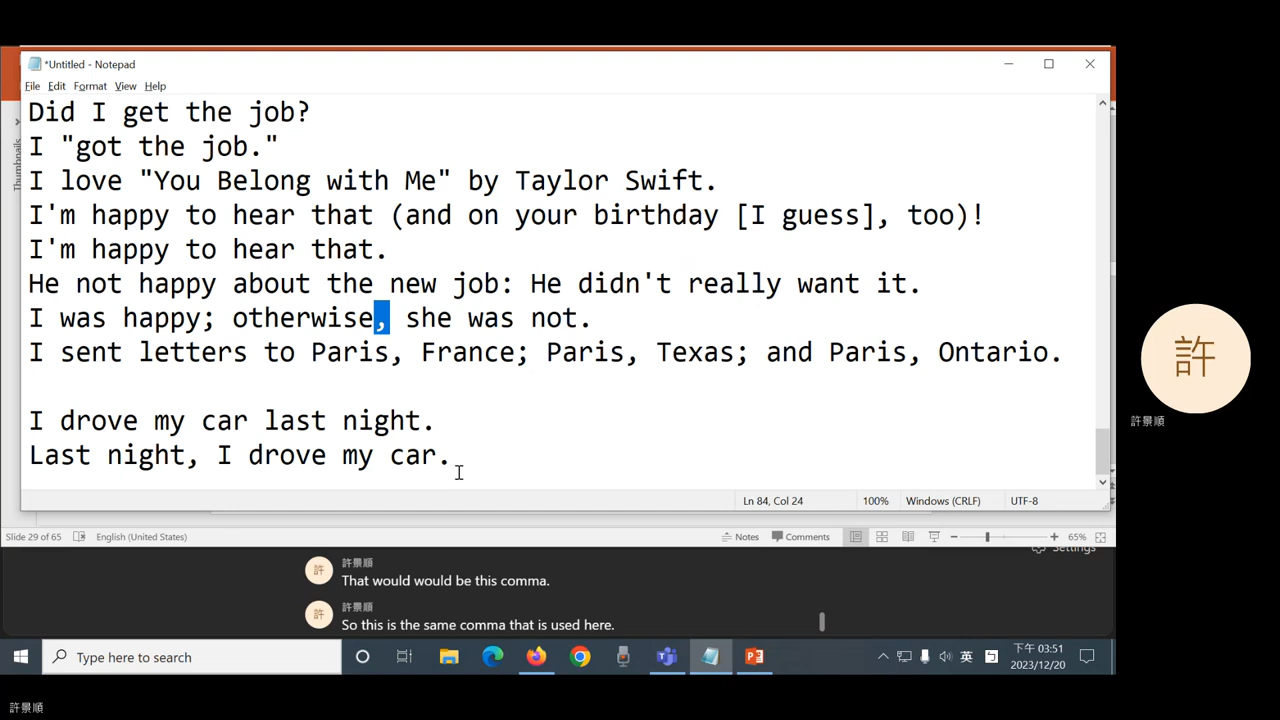 *Untitled - Notepad
File Edit Format View Help
Did I get the job?
I "got the job."
I love "You Belong with Me" by Taylor Swift.
I'm happy to hear that (and on your birthday [I guess], too)!
I'm happy to hear that.
He not happy about the new job: He didn't really want it.
I was happy; otherwise, she was not.
I sent letters to Paris, France; Paris, Texas; and Paris, Ontario.
I drove my car last night.
Last night, I drove my car.
Ln 84, Col 24 100% Windows (CRLF) UTF-8
Thumbnails
許
許景順
Slide 29 of 65 English (United States) Notes Comments 65%
Settings
許 許景順
That would would be this comma.
許 許景順
So this is the same comma that is used here.
Type here to search
英
下午 03:51
2023/12/20
許景順